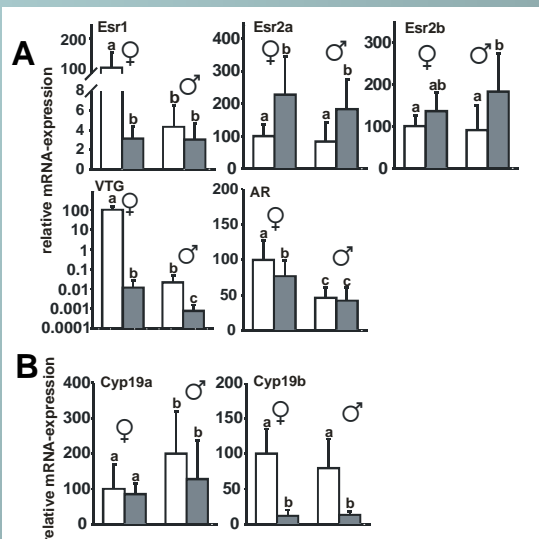 A
relative mRNA-expression
Esr1
200
100
8
6
4
2
0
a ♀
b
b ♂
b
Esr2a
400
300
200
100
0
♀ a b
♂ a b
Esr2b
300
200
100
0
♀ a ab
♂ a b
VTG
100
10
1
0.1
0.01
0.001
0.0001
a ♀
b
b ♂
c
AR
200
150
100
50
0
♀ a b
♂ c c
B
relative mRNA-expression
Cyp19a
400
300
200
100
0
♀ a a
♂ b b
Cyp19b
200
150
100
50
0
♀ a b
♂ a b